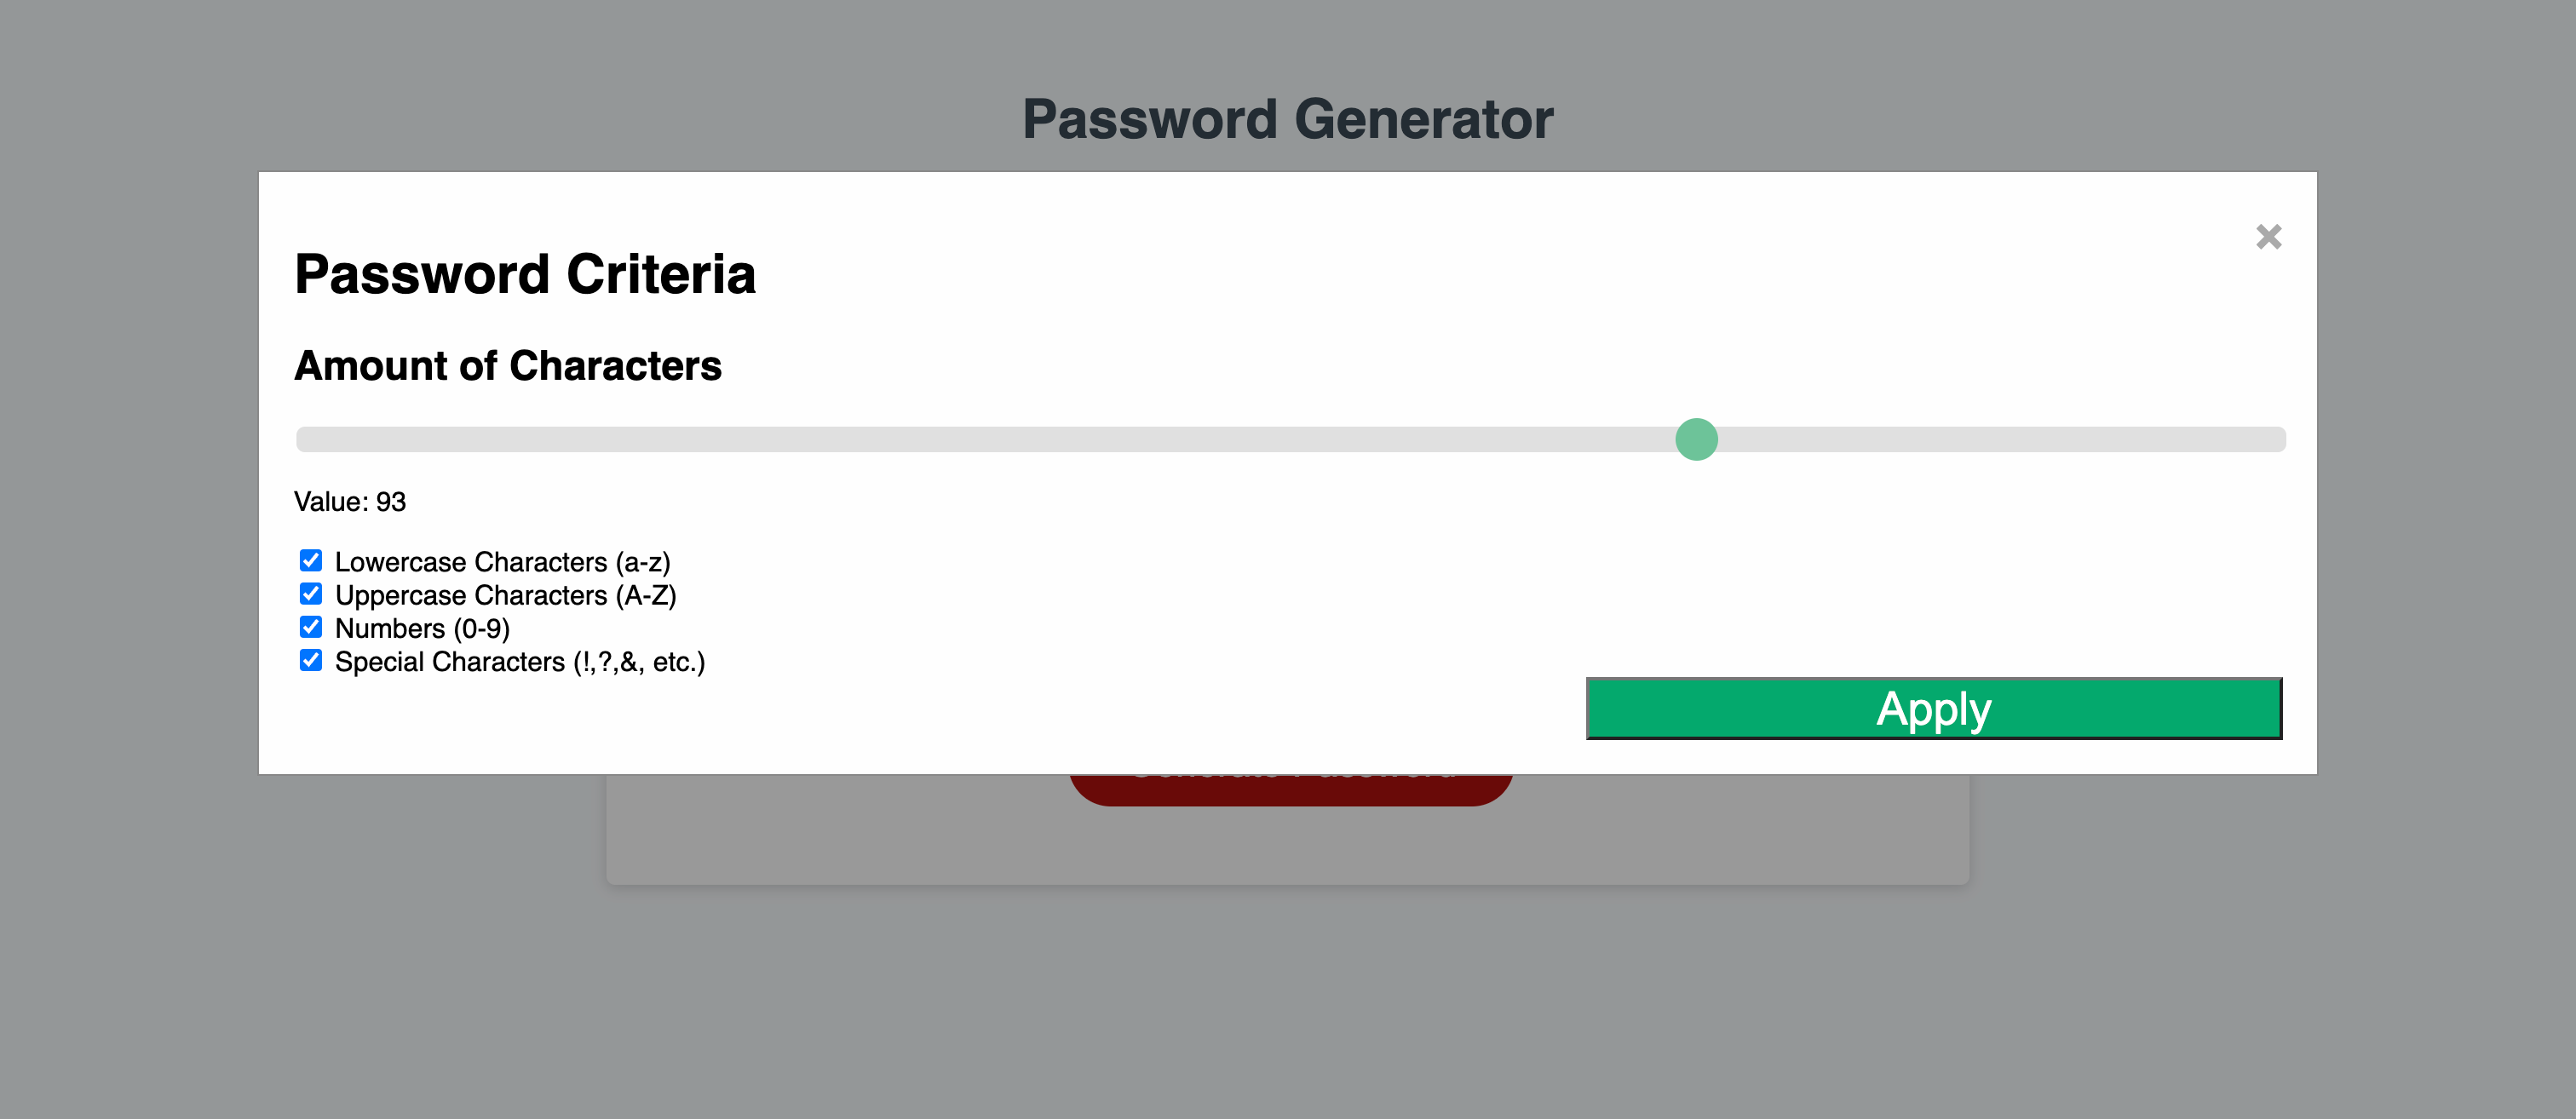 Password Generator
×
Password Criteria
Amount of Characters
Value: 93
Lowercase Characters (a-z)
Uppercase Characters (A-Z)
Numbers (0-9)
Special Characters (!,?,&, etc.)
Apply